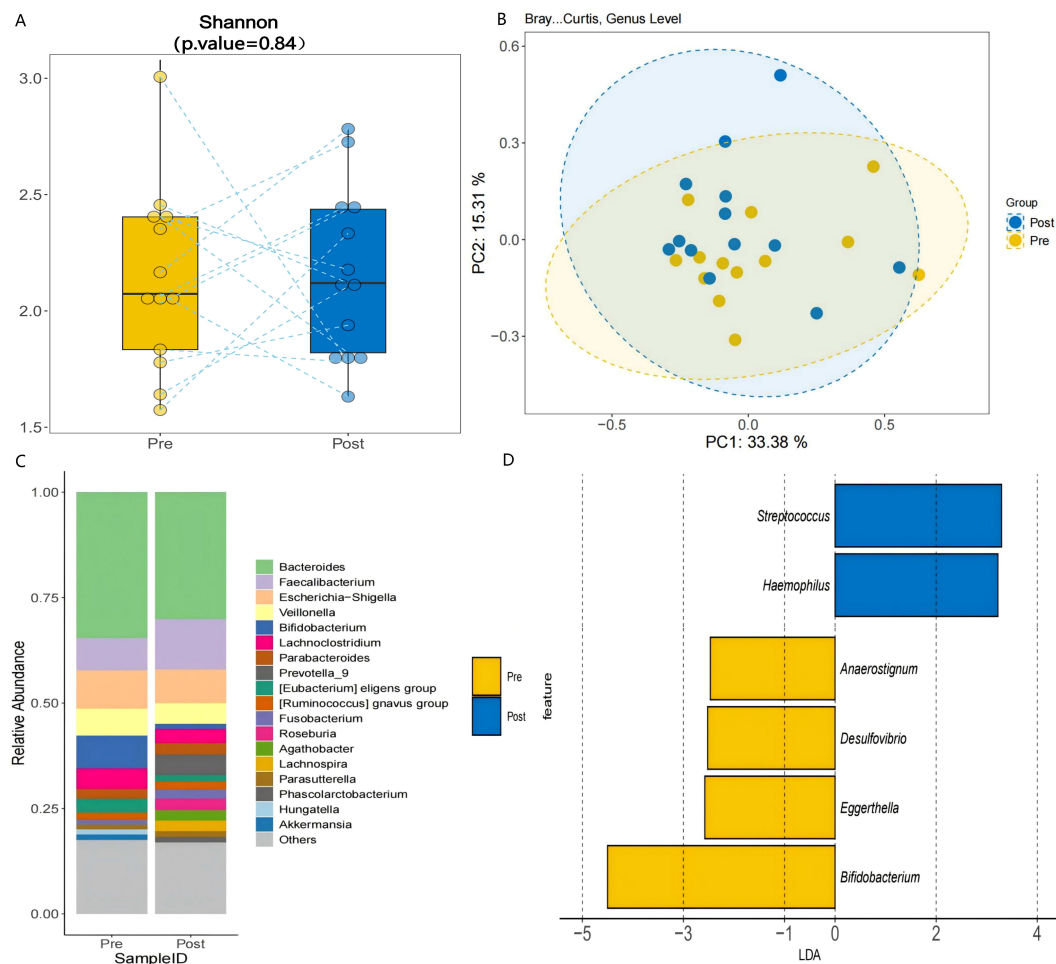 A
Shannon
(p.value=0.84)
3.0
2.5
2.0
1.5
Pre
Post
B
Bray...Curtis, Genus Level
0.6
0.3
0.0
−0.3
PC2: 15.31 %
−0.5
0.0
0.5
PC1: 33.38 %
Group
Post
Pre
C
Relative Abundance
1.00
0.75
0.50
0.25
0.00
Pre
Post
SampleID
Bacteroides
Faecalibacterium
Escherichia−Shigella
Veillonella
Bifidobacterium
Lachnoclostridium
Parabacteroides
Prevotella_9
[Eubacterium] eligens group
[Ruminococcus] gnavus group
Fusobacterium
Roseburia
Agathobacter
Lachnospira
Parasutterella
Phascolarctobacterium
Hungatella
Akkermansia
Others
D
Pre
Post
feature
Streptococcus
Haemophilus
Anaerostignum
Desulfovibrio
Eggerthella
Bifidobacterium
−5
−3
−1
0
2
4
LDA